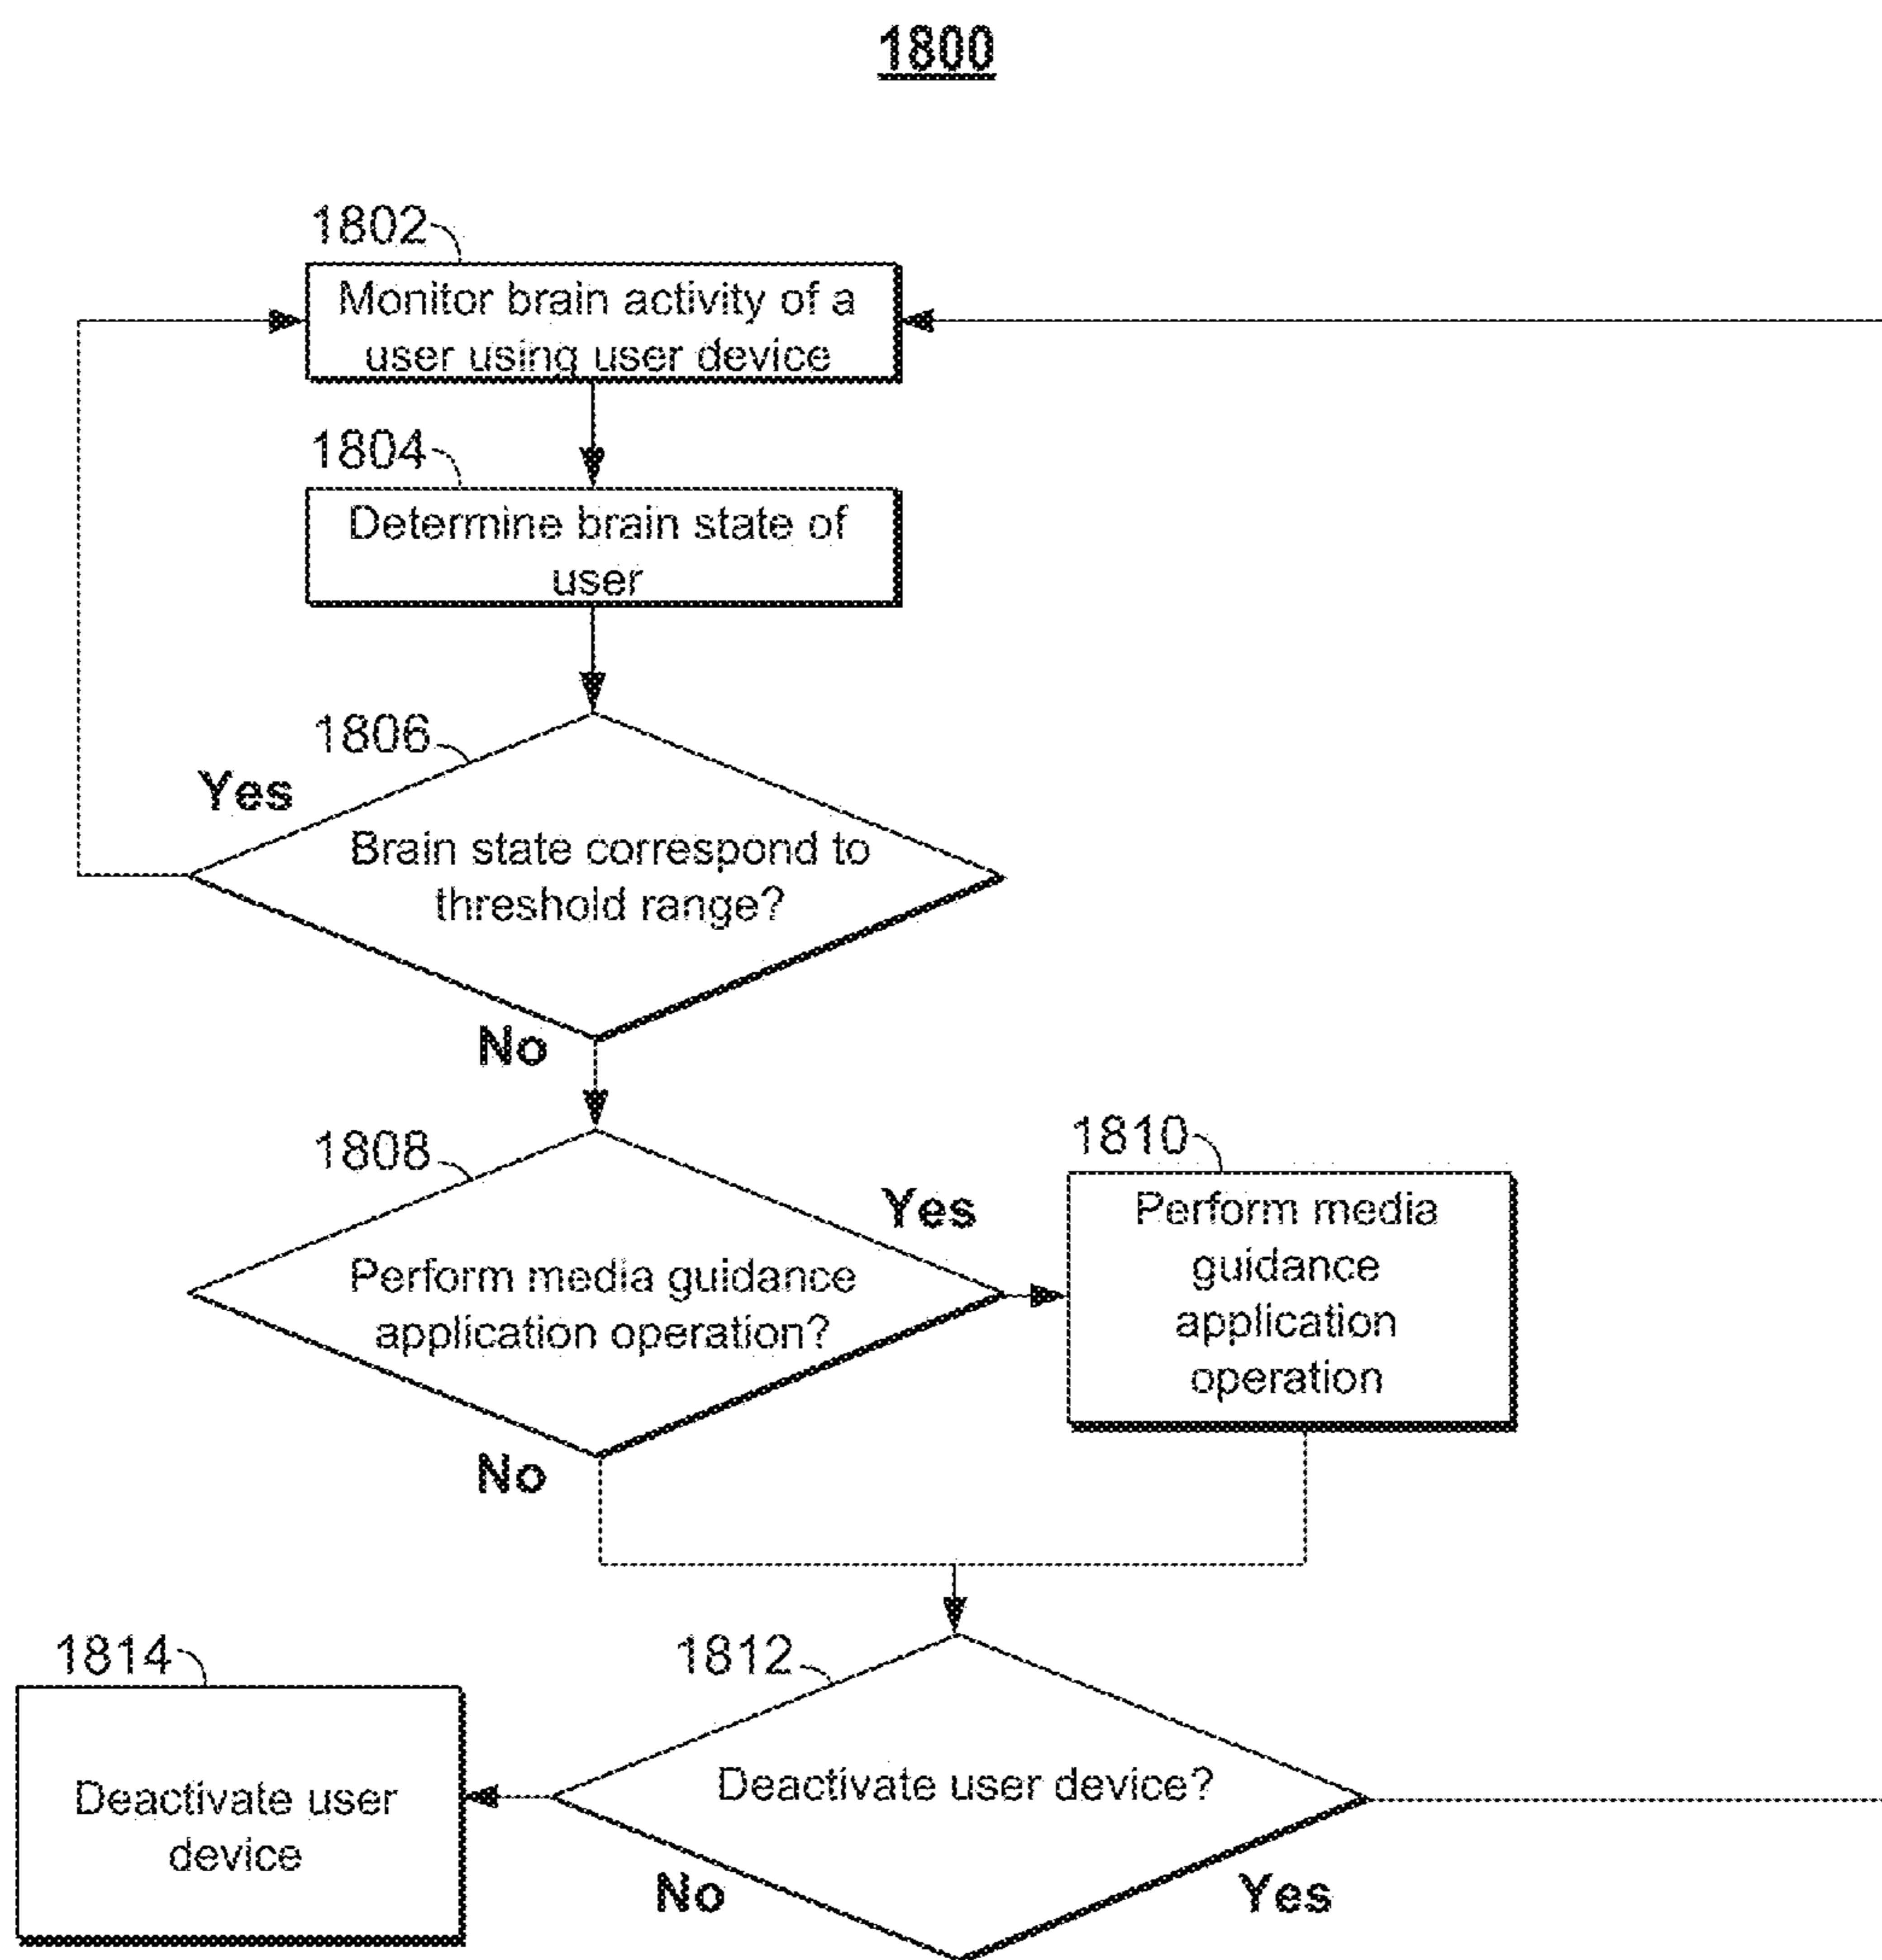 1800
1802
Monitor brain activity of a
user using user device
1804
Determine brain state of
user
1806
Yes
Brain state correspond to
threshold range?
No
1808
Yes
Perform media guidance
application operation?
No
1810
Perform media
guidance
application
operation
1812
Deactivate user device?
No
Yes
1814
Deactivate user
device